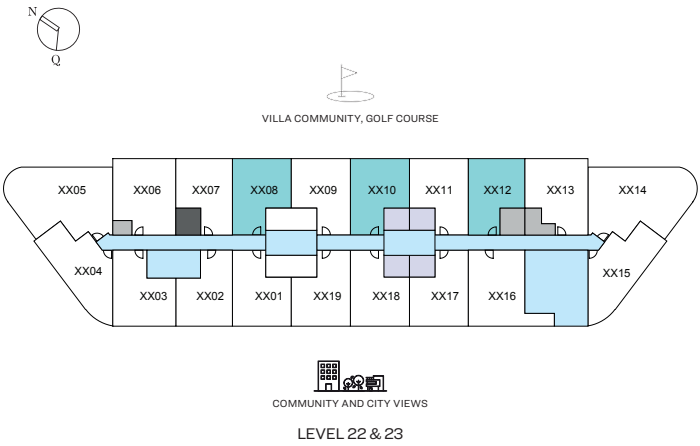 N
Q
VILLA COMMUNITY, GOLF COURSE
XX05 XX06 XX07 XX08 XX09 XX10 XX11 XX12 XX13 XX14
XX04 XX03 XX02 XX01 XX19 XX18 XX17 XX16 XX15
COMMUNITY AND CITY VIEWS
LEVEL 22 & 23